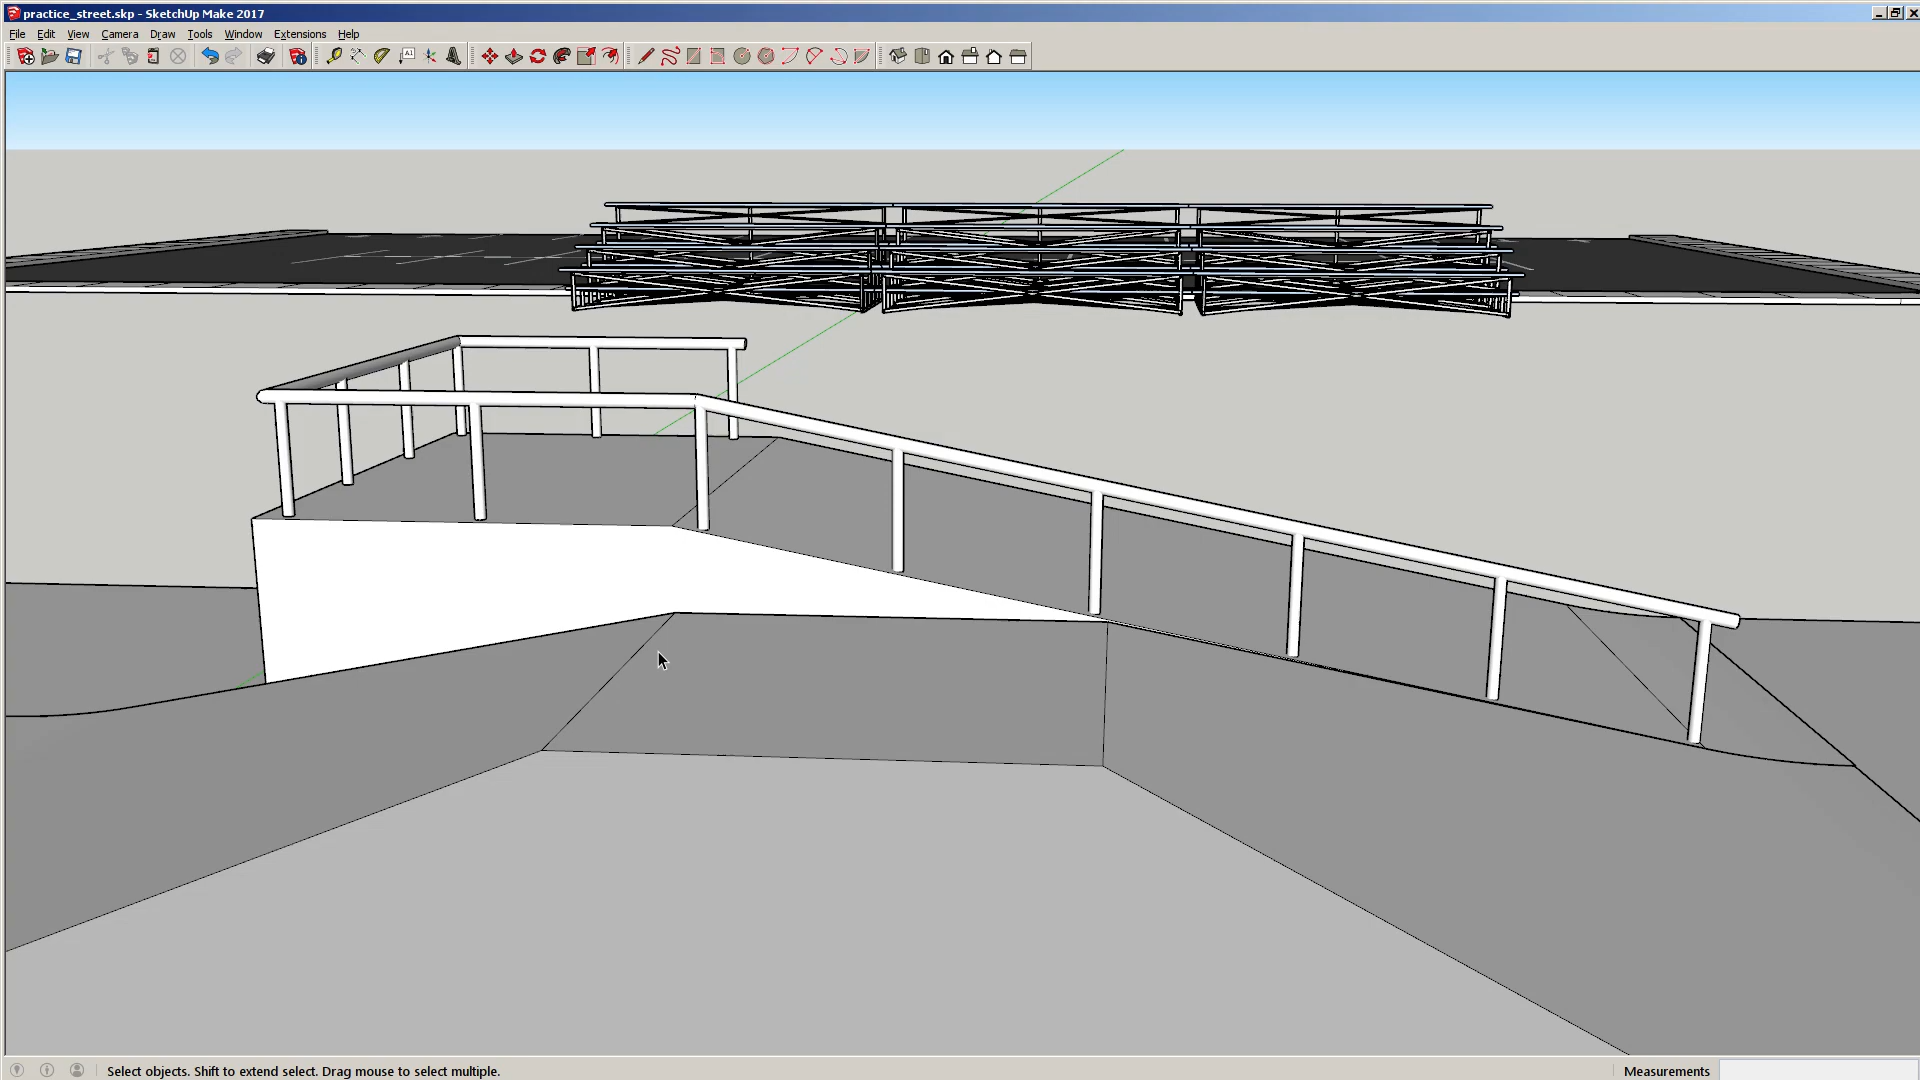 practice_street.skp - SketchUp Make 2017
File Edit View Camera Draw Tools Window Extensions Help
A1
Select objects. Shift to extend select. Drag mouse to select multiple.
Measurements